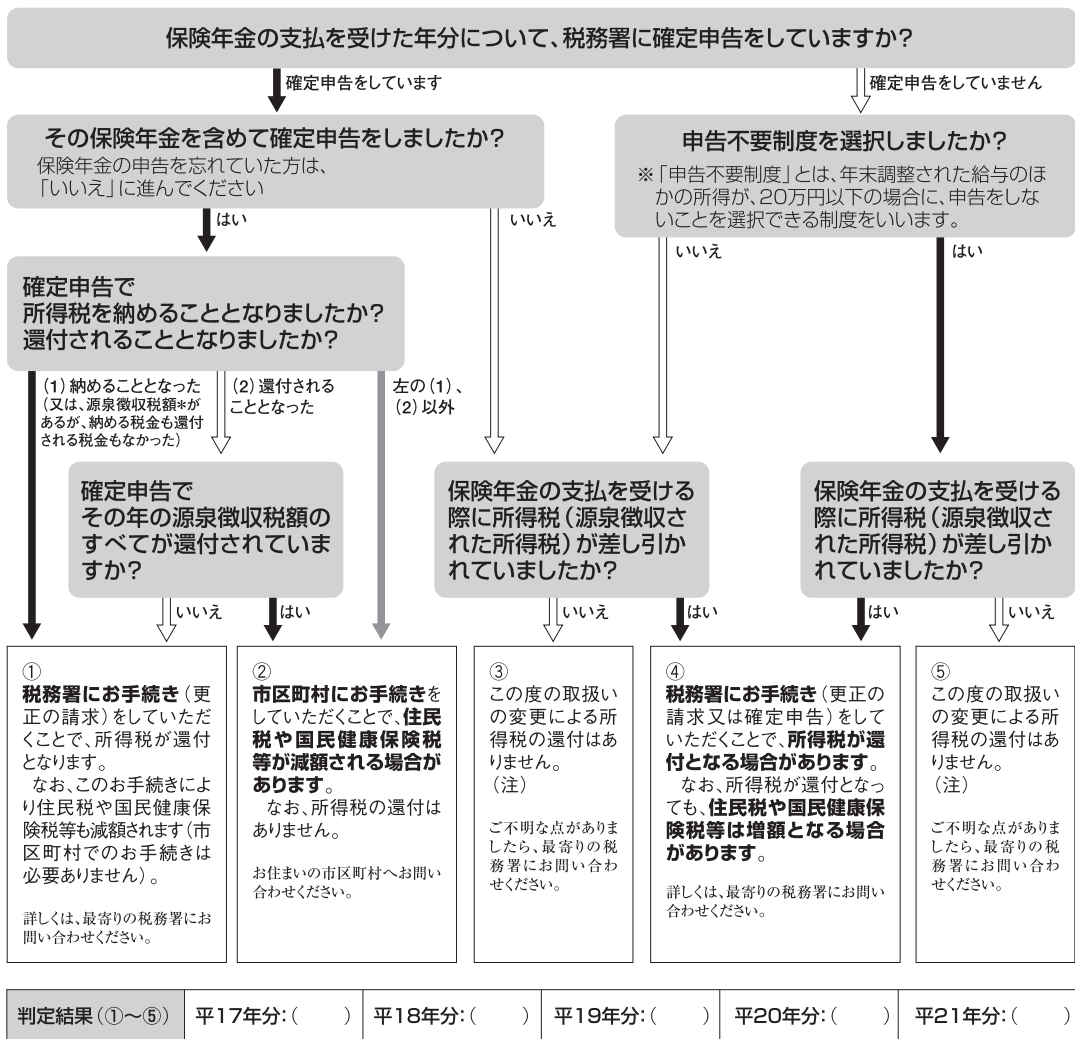 保険年金の支払を受けた年分について、税務署に確定申告をしていますか？
確定申告をしています
確定申告をしていません
その保険年金を含めて確定申告をしましたか？
保険年金の申告を忘れていた方は、
「いいえ」に進んでください
申告不要制度を選択しましたか？
※「申告不要制度」とは、年末調整された給与のほ
かの所得が、20万円以下の場合に、申告をしな
いことを選択できる制度をいいます。
はい
いいえ
いいえ
はい
確定申告で
所得税を納めることとなりましたか？
還付されることとなりましたか？
(1)納めることとなった
(又は、源泉徴収税額*が
あるが、納める税金も還付
される税金もなかった)
(2)還付される
こととなった
左の(1)、
(2)以外
確定申告で
その年の源泉徴収税額の
すべてが還付されていま
すか？
保険年金の支払を受ける
際に所得税(源泉徴収さ
れた所得税)が差し引か
れていましたか？
保険年金の支払を受ける
際に所得税(源泉徴収さ
れた所得税)が差し引か
れていましたか？
いいえ
はい
いいえ
はい
はい
いいえ
①
税務署にお手続き(更
正の請求)をしていただ
くことで、所得税が還付
となります。
なお、このお手続きによ
り住民税や国民健康保
険税等も減額されます(市
区町村でのお手続きは
必要ありません)。
詳しくは、最寄りの税務署にお
問い合わせください。
②
市区町村にお手続きを
していただくことで、住民
税や国民健康保険税
等が減額される場合が
あります。
なお、所得税の還付は
ありません。
お住まいの市区町村へお問い
合わせください。
③
この度の取扱い
の変更による所
得税の還付はあ
りません。
(注)
ご不明な点がありま
したら、最寄りの税
務署にお問い合わ
せください。
④
税務署にお手続き(更正の
請求又は確定申告)をして
いただくことで、所得税が還
付となる場合があります。
なお、所得税が還付となっ
ても、住民税や国民健康保
険税等は増額となる場合
があります。
詳しくは、最寄りの税務署にお問い
合わせください。
⑤
この度の取扱い
の変更による所
得税の還付はあ
りません。
(注)
ご不明な点がありま
したら、最寄りの税
務署にお問い合わ
せください。
判定結果(①～⑤) 平17年分:(　) 平18年分:(　) 平19年分:(　) 平20年分:(　) 平21年分:(　)